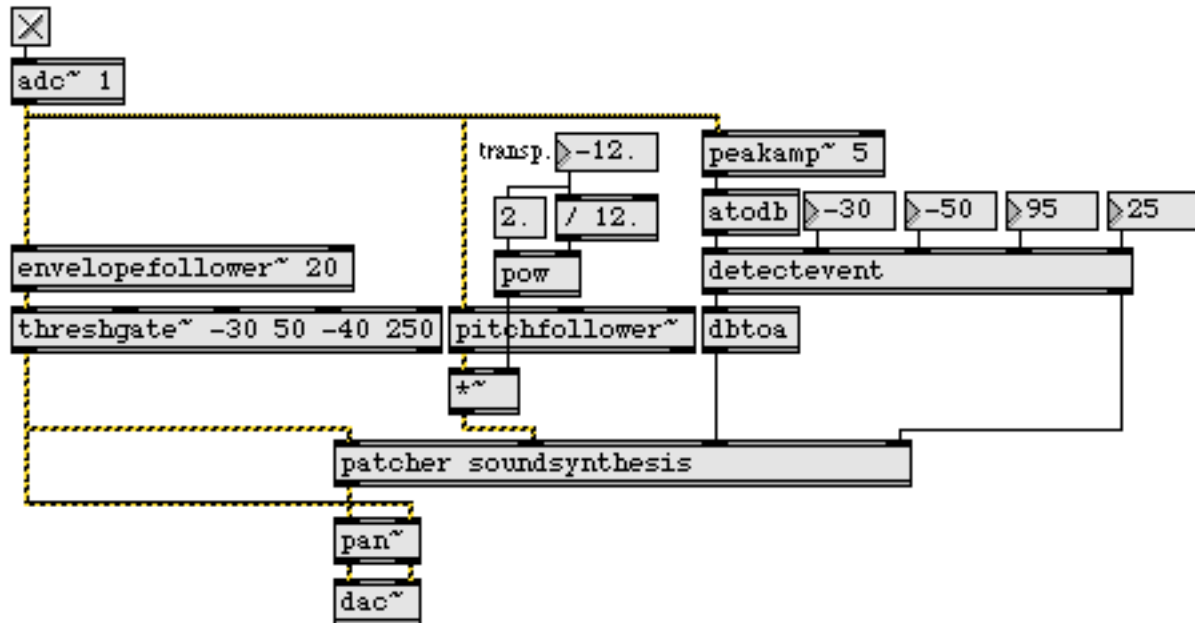 adc~ 1
transp.
-12.
peakamp~ 5
2.
/ 12.
atodb
-30
-50
95
25
envelopefollower~ 20
pow
detectevent
threshgate~ -30 50 -40 250
pitchfollower~
dbtoa
*~
patcher soundsynthesis
pan~
dac~